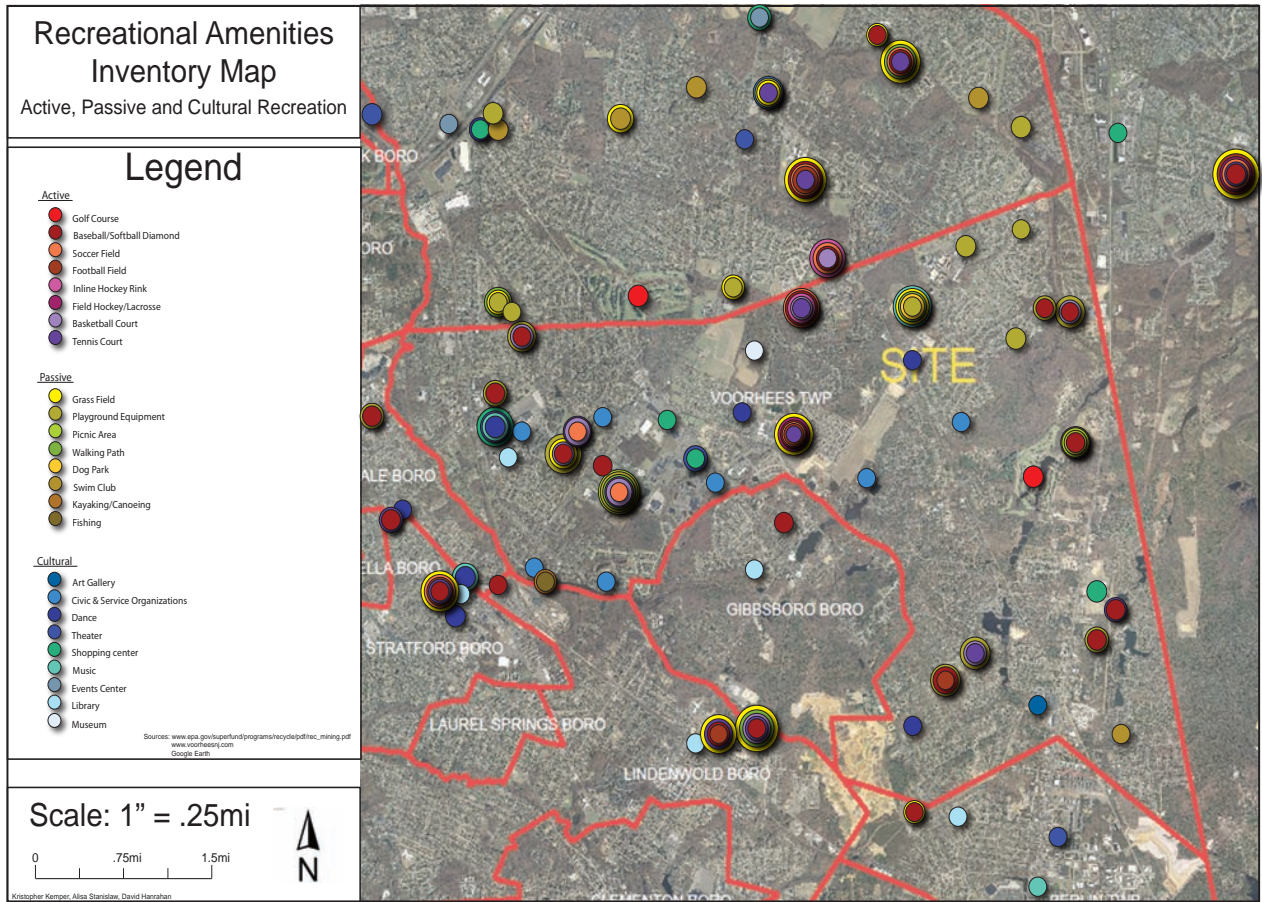 Recreational Amenities
Inventory Map
Active, Passive and Cultural Recreation
Legend
Active
Golf Course
Baseball/Softball Diamond
Soccer Field
Football Field
Inline Hockey Rink
Field Hockey/Lacrosse
Basketball Court
Tennis Court
Passive
Grass Field
Playground Equipment
Picnic Area
Walking Path
Dog Park
Swim Club
Kayaking/Canoeing
Fishing
Cultural
Art Gallery
Civic & Service Organizations
Dance
Theater
Shopping center
Music
Events Center
Library
Museum
Sources: www.epa.gov/superfund/programs/recycle/pdf/rec_mining.pdf
www.voorheesnj.com
Google Earth
Scale: 1” = .25mi
0 .75mi 1.5mi
N
Kristopher Kemper, Alisa Stanislaw, David Hanrahan
K BORO
ORO
SITE
VOORHEES TWP
ALE BORO
ELLA BORO
GIBBSBORO BORO
STRATFORD BORO
LAUREL SPRINGS BORO
LINDENWOLD BORO
CLEMENTON BORO
BERLIN TWP